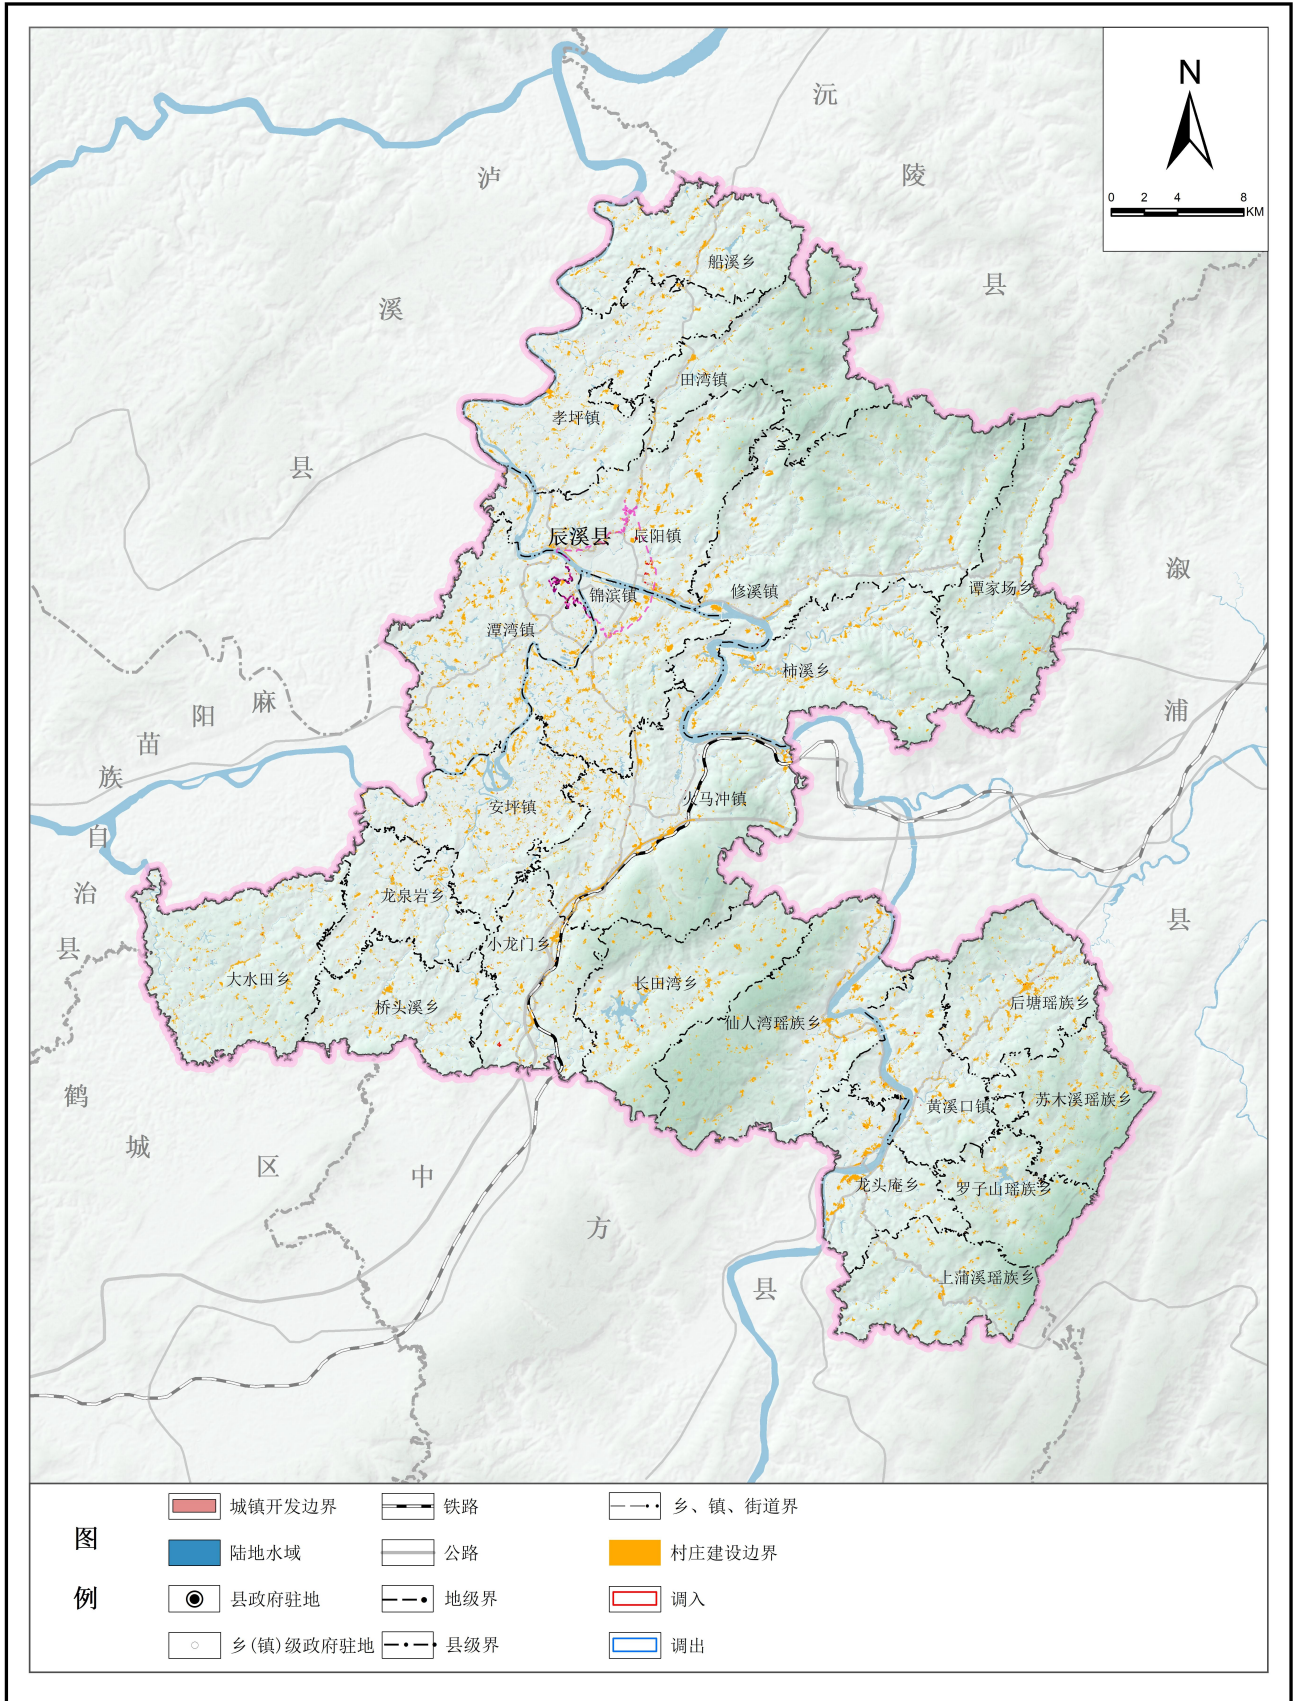 N
0 2 4 8
KM
沅
陵
县
泸
溪
县
溆
浦
县
麻
阳
苗
族
自
治
县
鹤
城
区
中
方
县
船溪乡
田湾镇
孝坪镇
辰溪县
辰阳镇
锦滨镇
修溪镇
谭家场乡
潭湾镇
柿溪乡
安坪镇
火马冲镇
龙泉岩乡
小龙门乡
大水田乡
桥头溪乡
长田湾乡
仙人湾瑶族乡
后塘瑶族乡
黄溪口镇
苏木溪瑶族乡
龙头庵乡
罗子山瑶族乡
上蒲溪瑶族乡
图
例
城镇开发边界
铁路
乡、镇、街道界
陆地水域
公路
村庄建设边界
县政府驻地
地级界
调入
乡(镇)级政府驻地
县级界
调出